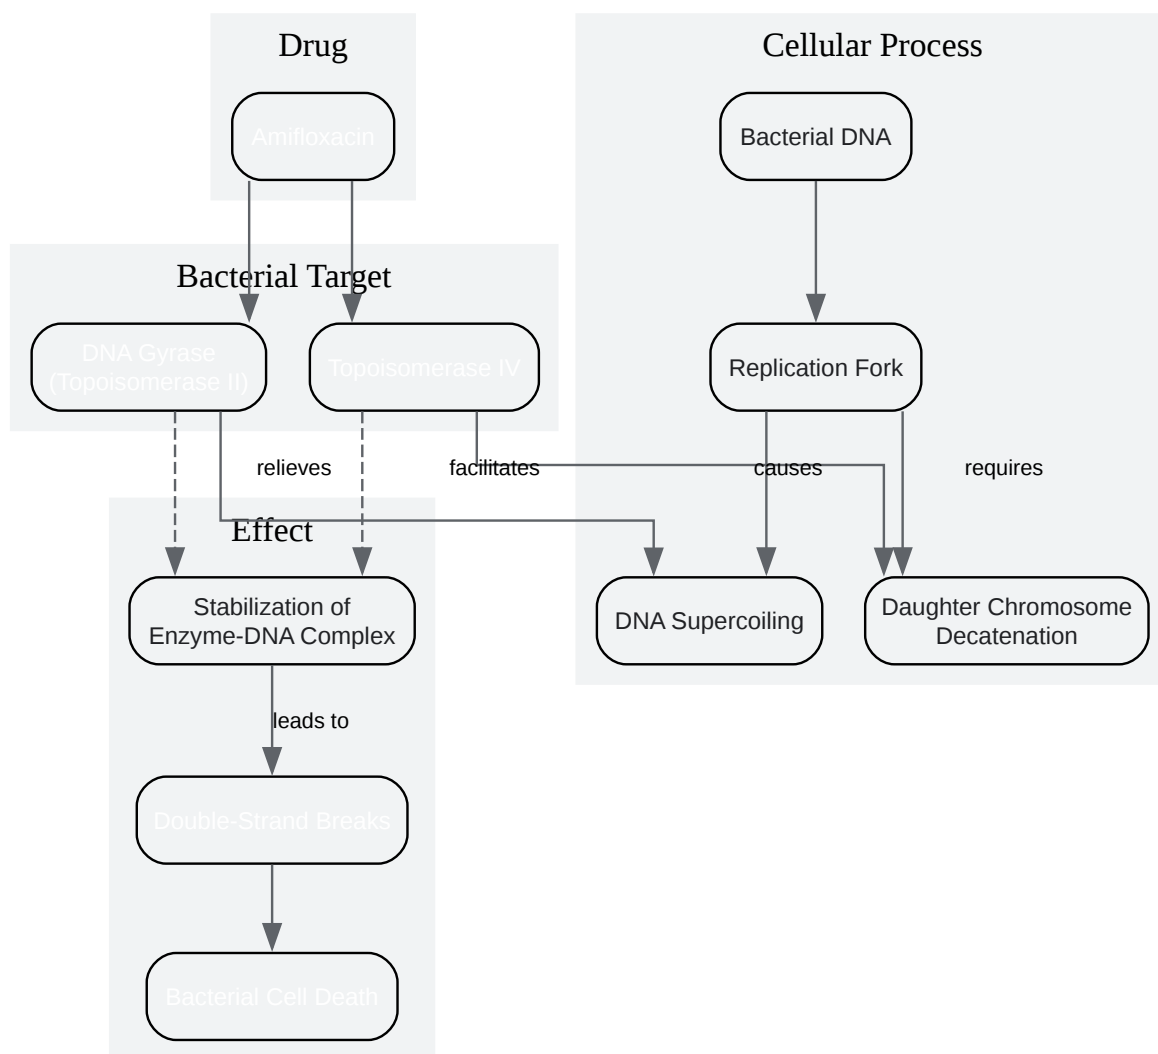 Drug
Cellular Process
Amifloxacin
Bacterial DNA
Bacterial Target
DNA Gyrase
(Topoisomerase II)
Topoisomerase IV
Replication Fork
relieves
facilitates
causes
requires
Effect
Stabilization of
Enzyme-DNA Complex
DNA Supercoiling
Daughter Chromosome
Decatenation
leads to
Double-Strand Breaks
Bacterial Cell Death